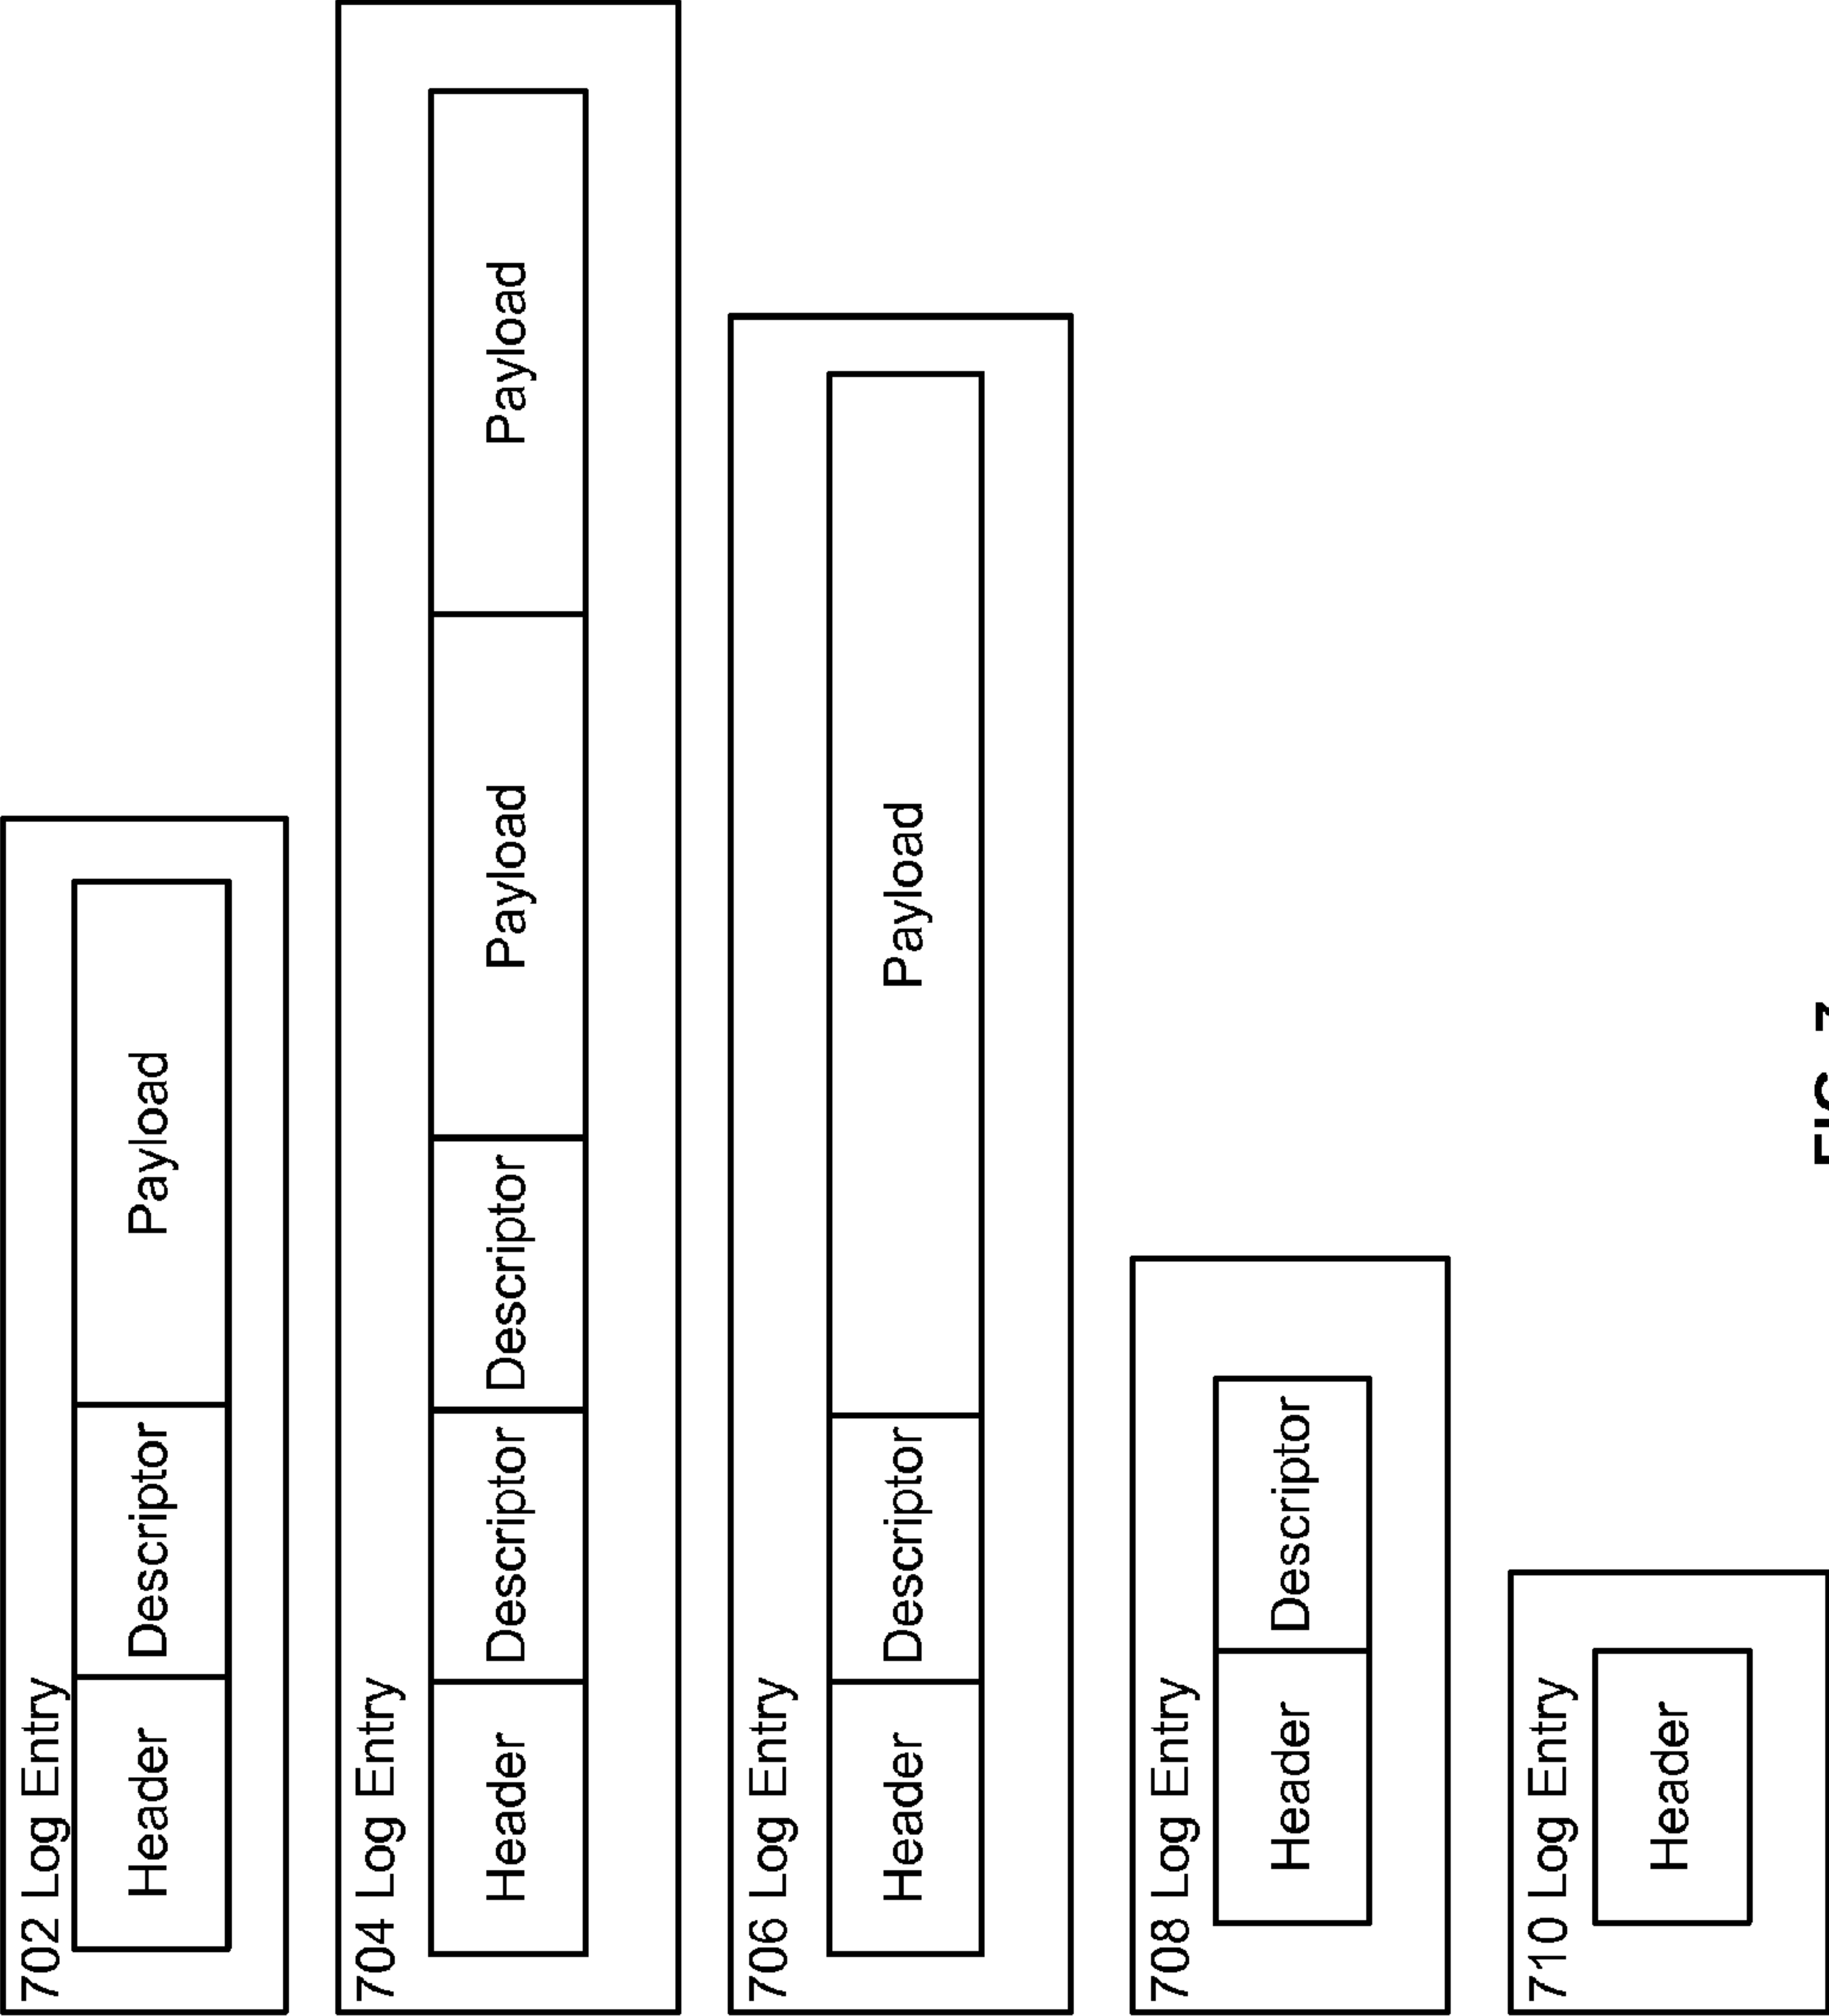 702 Log Entry
Header Descriptor Payload
704 Log Entry
Header Descriptor Descriptor Payload Payload
706 Log Entry
Header Descriptor Payload
708 Log Entry
Header Descriptor
710 Log Entry
Header